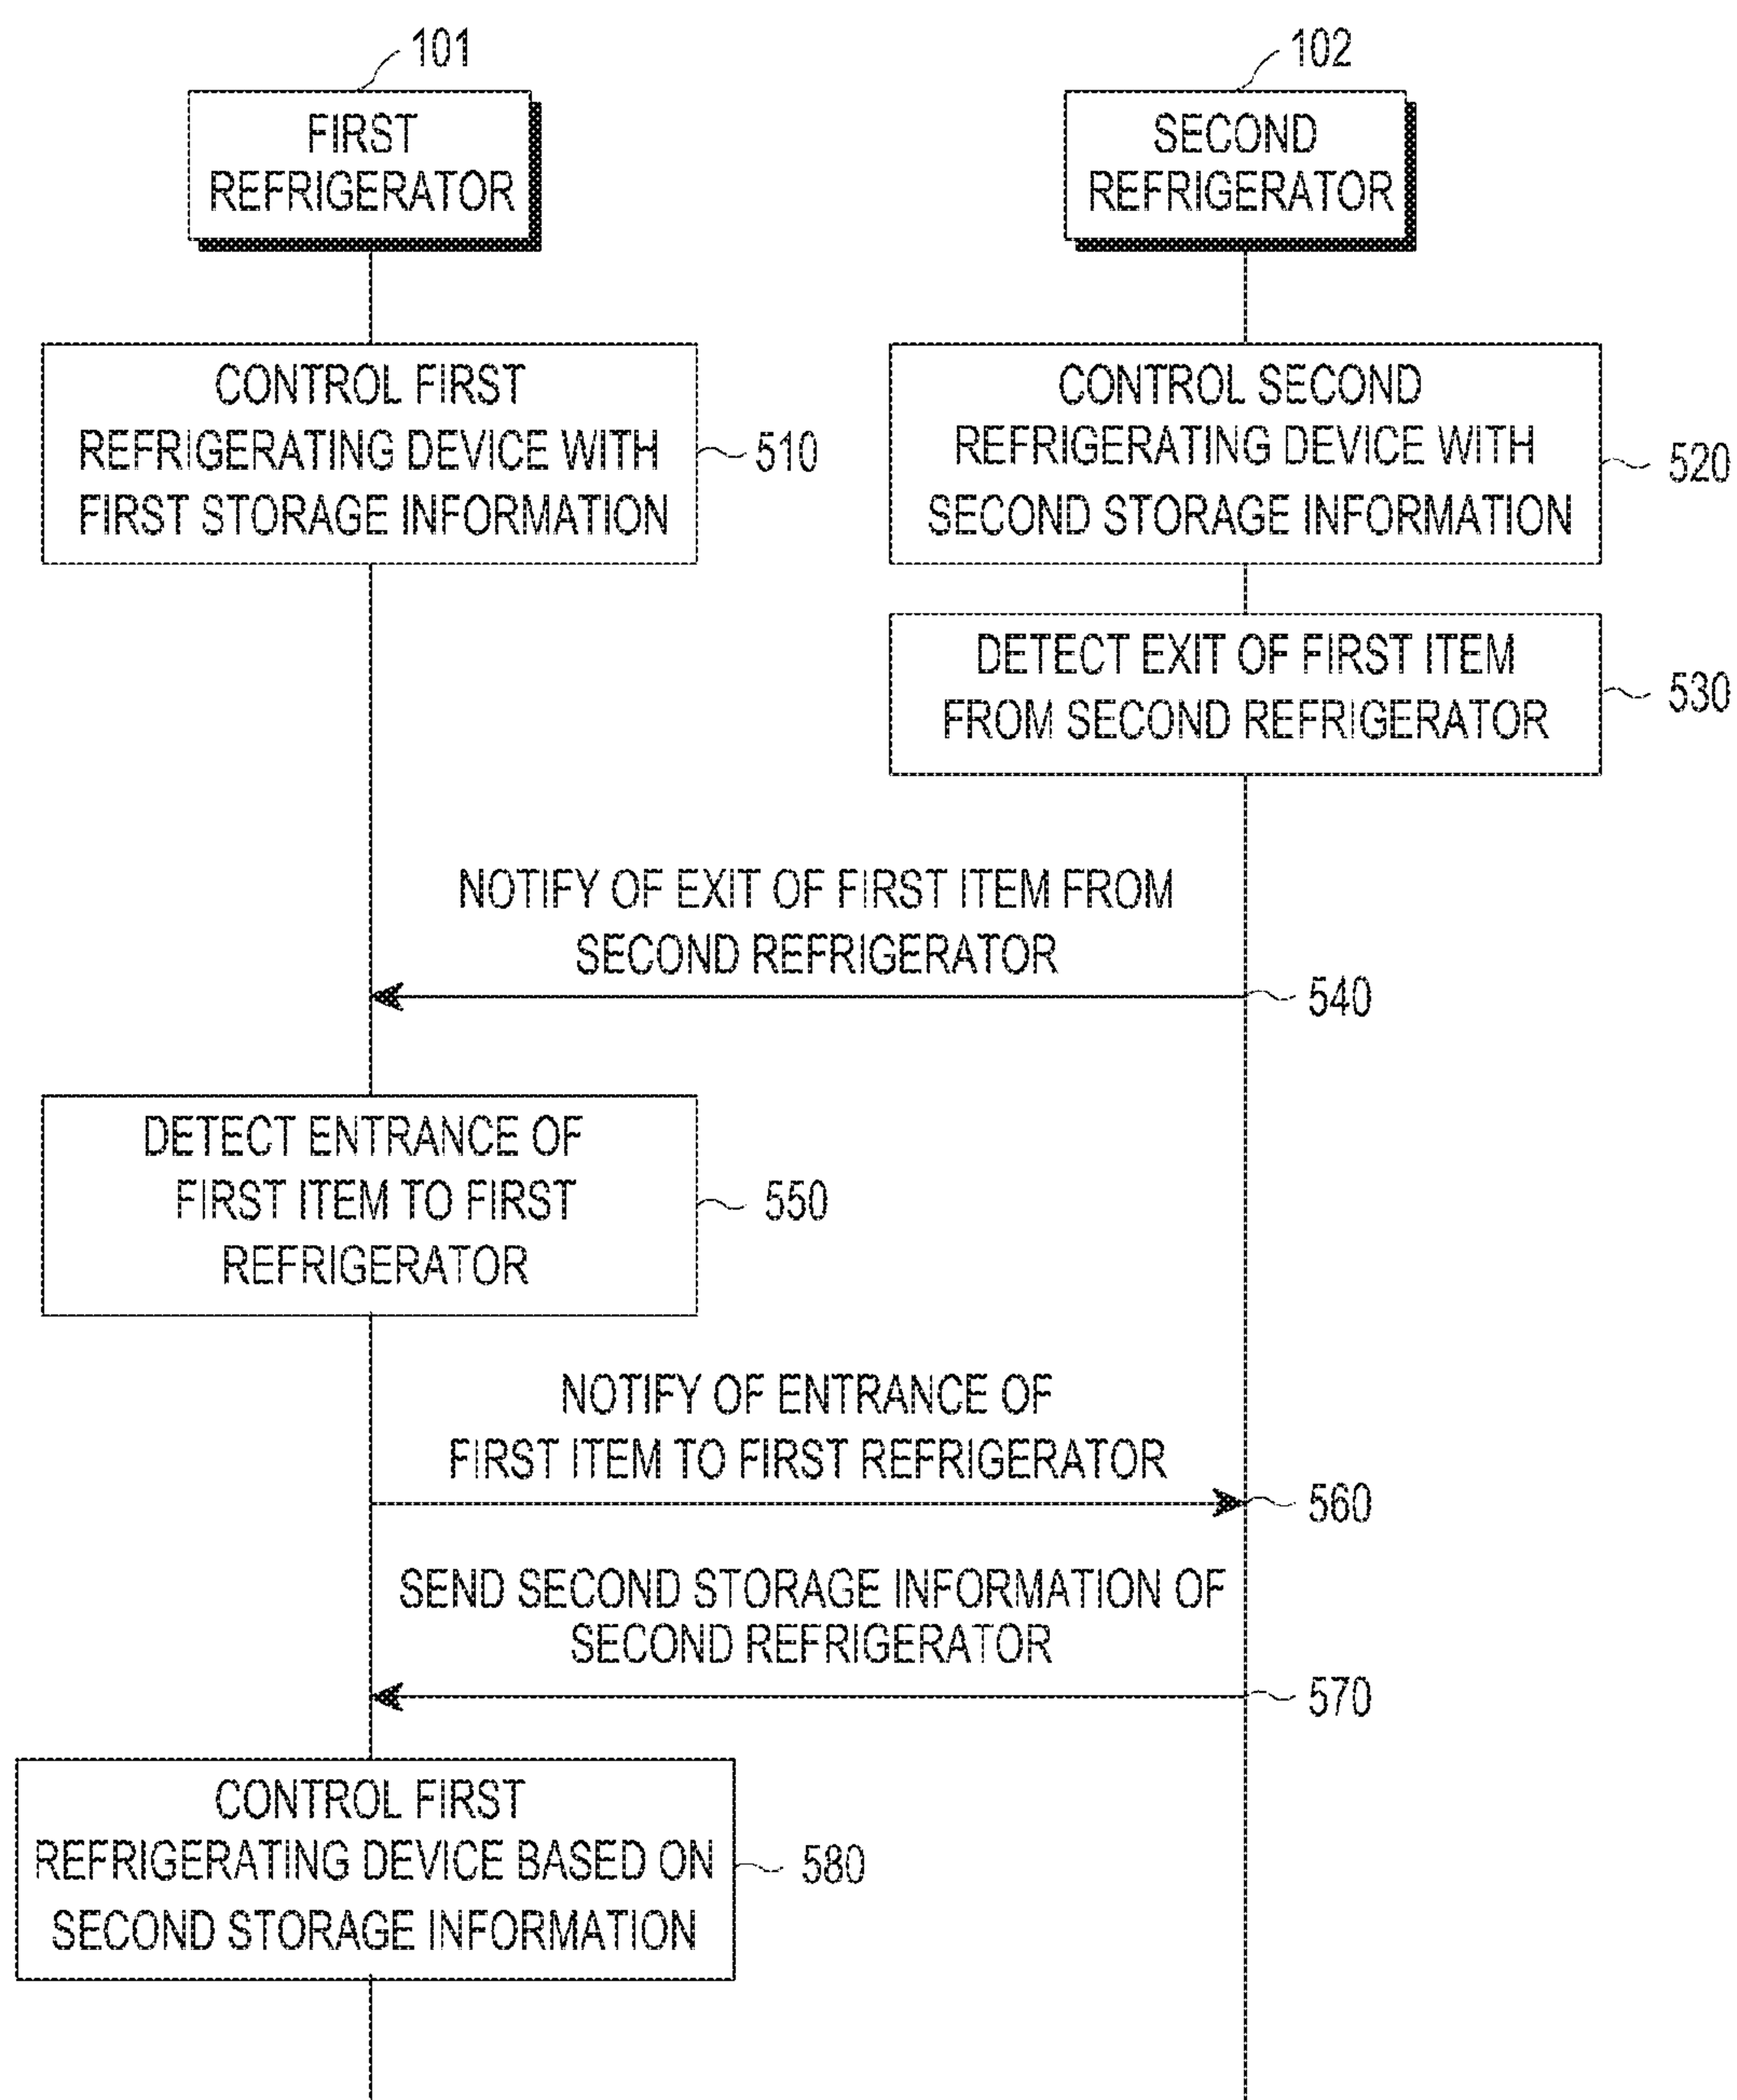 101
FIRST
REFRIGERATOR
102
SECOND
REFRIGERATOR
CONTROL FIRST
REFRIGERATING DEVICE WITH
FIRST STORAGE INFORMATION
510
CONTROL SECOND
REFRIGERATING DEVICE WITH
SECOND STORAGE INFORMATION
520
DETECT EXIT OF FIRST ITEM
FROM SECOND REFRIGERATOR
530
NOTIFY OF EXIT OF FIRST ITEM FROM
SECOND REFRIGERATOR
540
DETECT ENTRANCE OF
FIRST ITEM TO FIRST
REFRIGERATOR
550
NOTIFY OF ENTRANCE OF
FIRST ITEM TO FIRST REFRIGERATOR
560
SEND SECOND STORAGE INFORMATION OF
SECOND REFRIGERATOR
570
CONTROL FIRST
REFRIGERATING DEVICE BASED ON
SECOND STORAGE INFORMATION
580